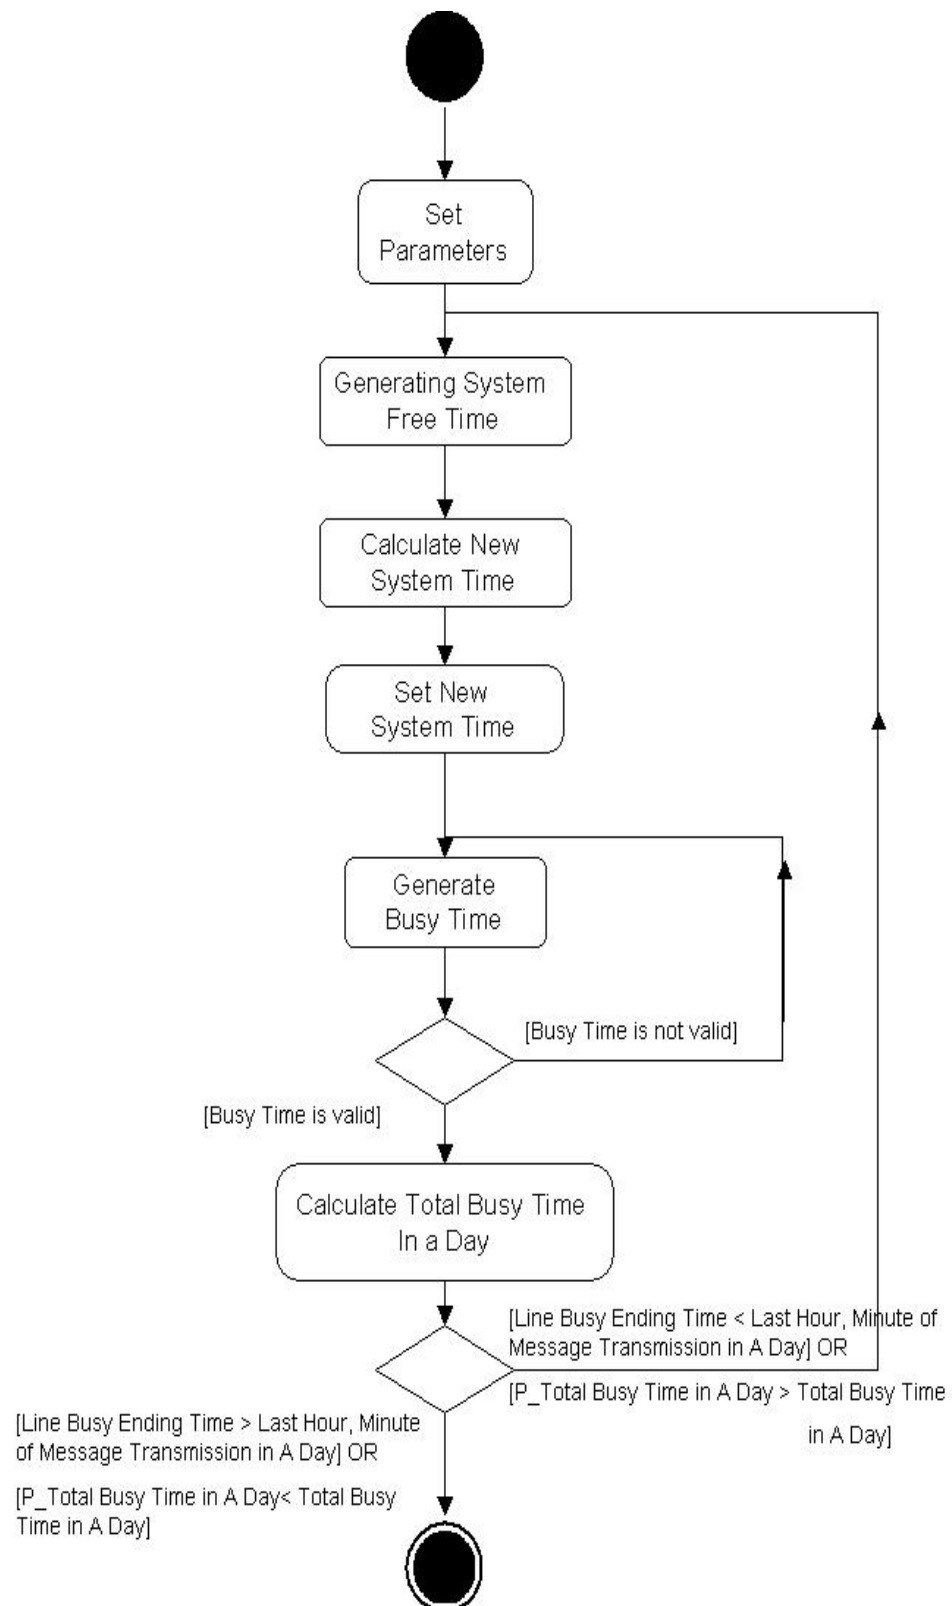 Set
Parameters
Generating System
Free Time
Calculate New
System Time
Set New
System Time
Generate
Busy Time
[Busy Time is not valid]
[Busy Time is valid]
Calculate Total Busy Time
In a Day
[Line Busy Ending Time < Last Hour, Minute of
Message Transmission in A Day] OR
[P_Total Busy Time in A Day > Total Busy Time
in A Day]
[Line Busy Ending Time > Last Hour, Minute
of Message Transmission in A Day] OR
[P_Total Busy Time in A Day< Total Busy
Time in A Day]